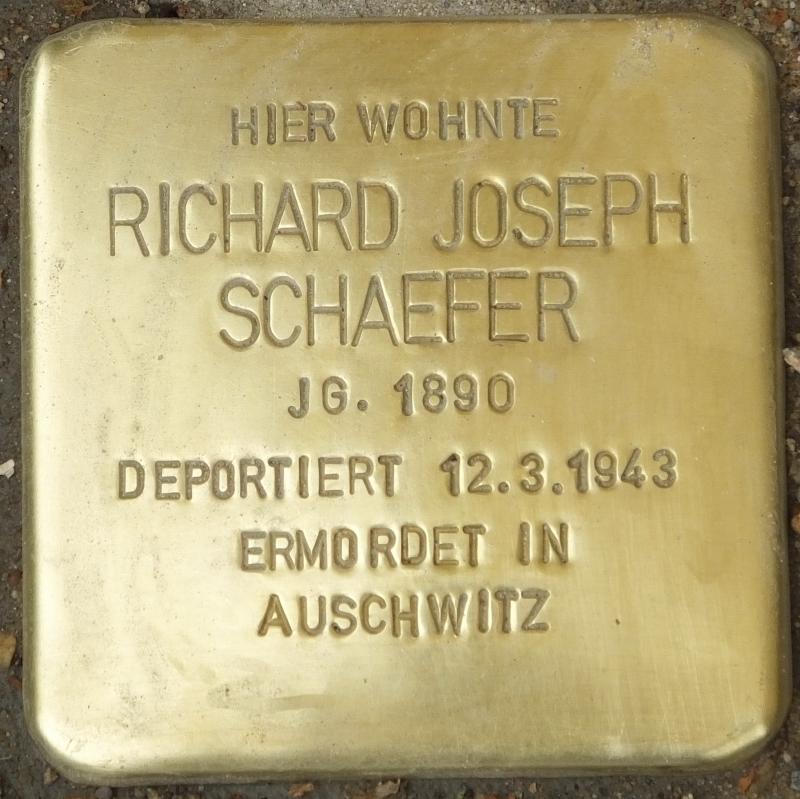 HIER WOHNTE
RICHARD JOSEPH
SCHAEFER
JG. 1890
DEPORTIERT 12.3.1943
ERMORDET IN
AUSCHWITZ